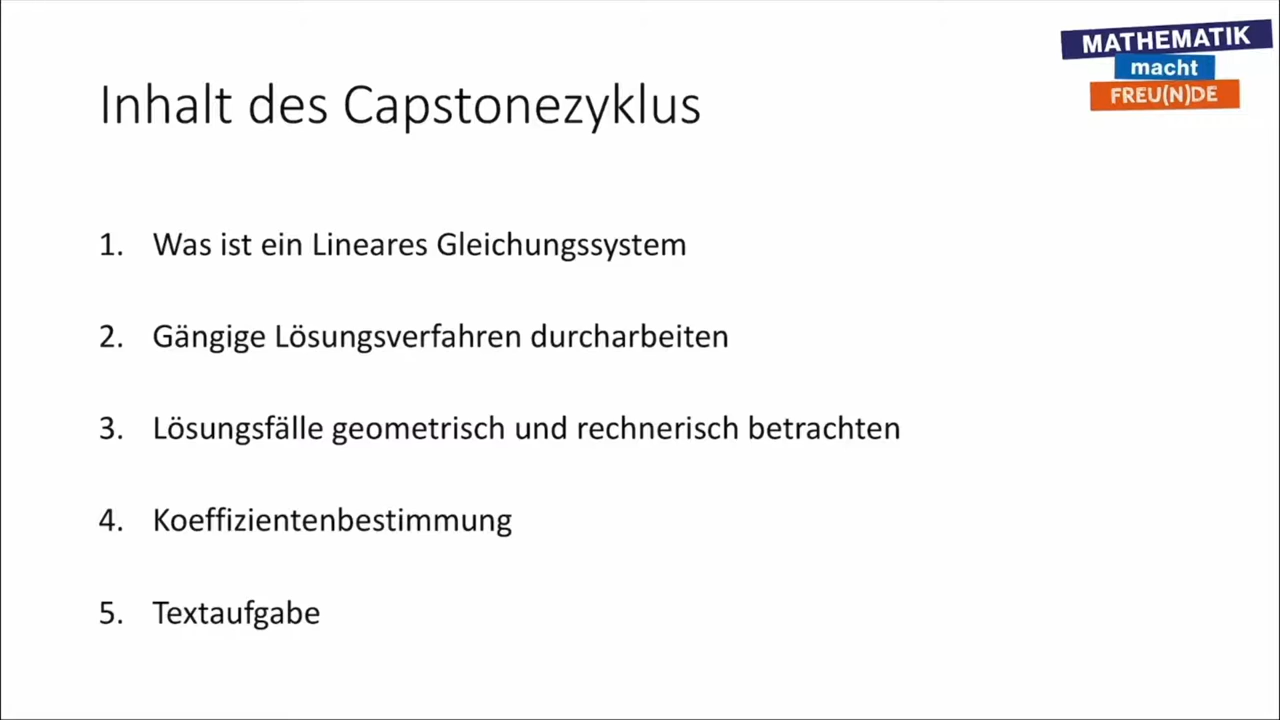 MATHEMATIK
macht
FREU(N)DE
Inhalt des Capstonezyklus
1. Was ist ein Lineares Gleichungssystem
2. Gängige Lösungsverfahren durcharbeiten
3. Lösungsfälle geometrisch und rechnerisch betrachten
4. Koeffizientenbestimmung
5. Textaufgabe